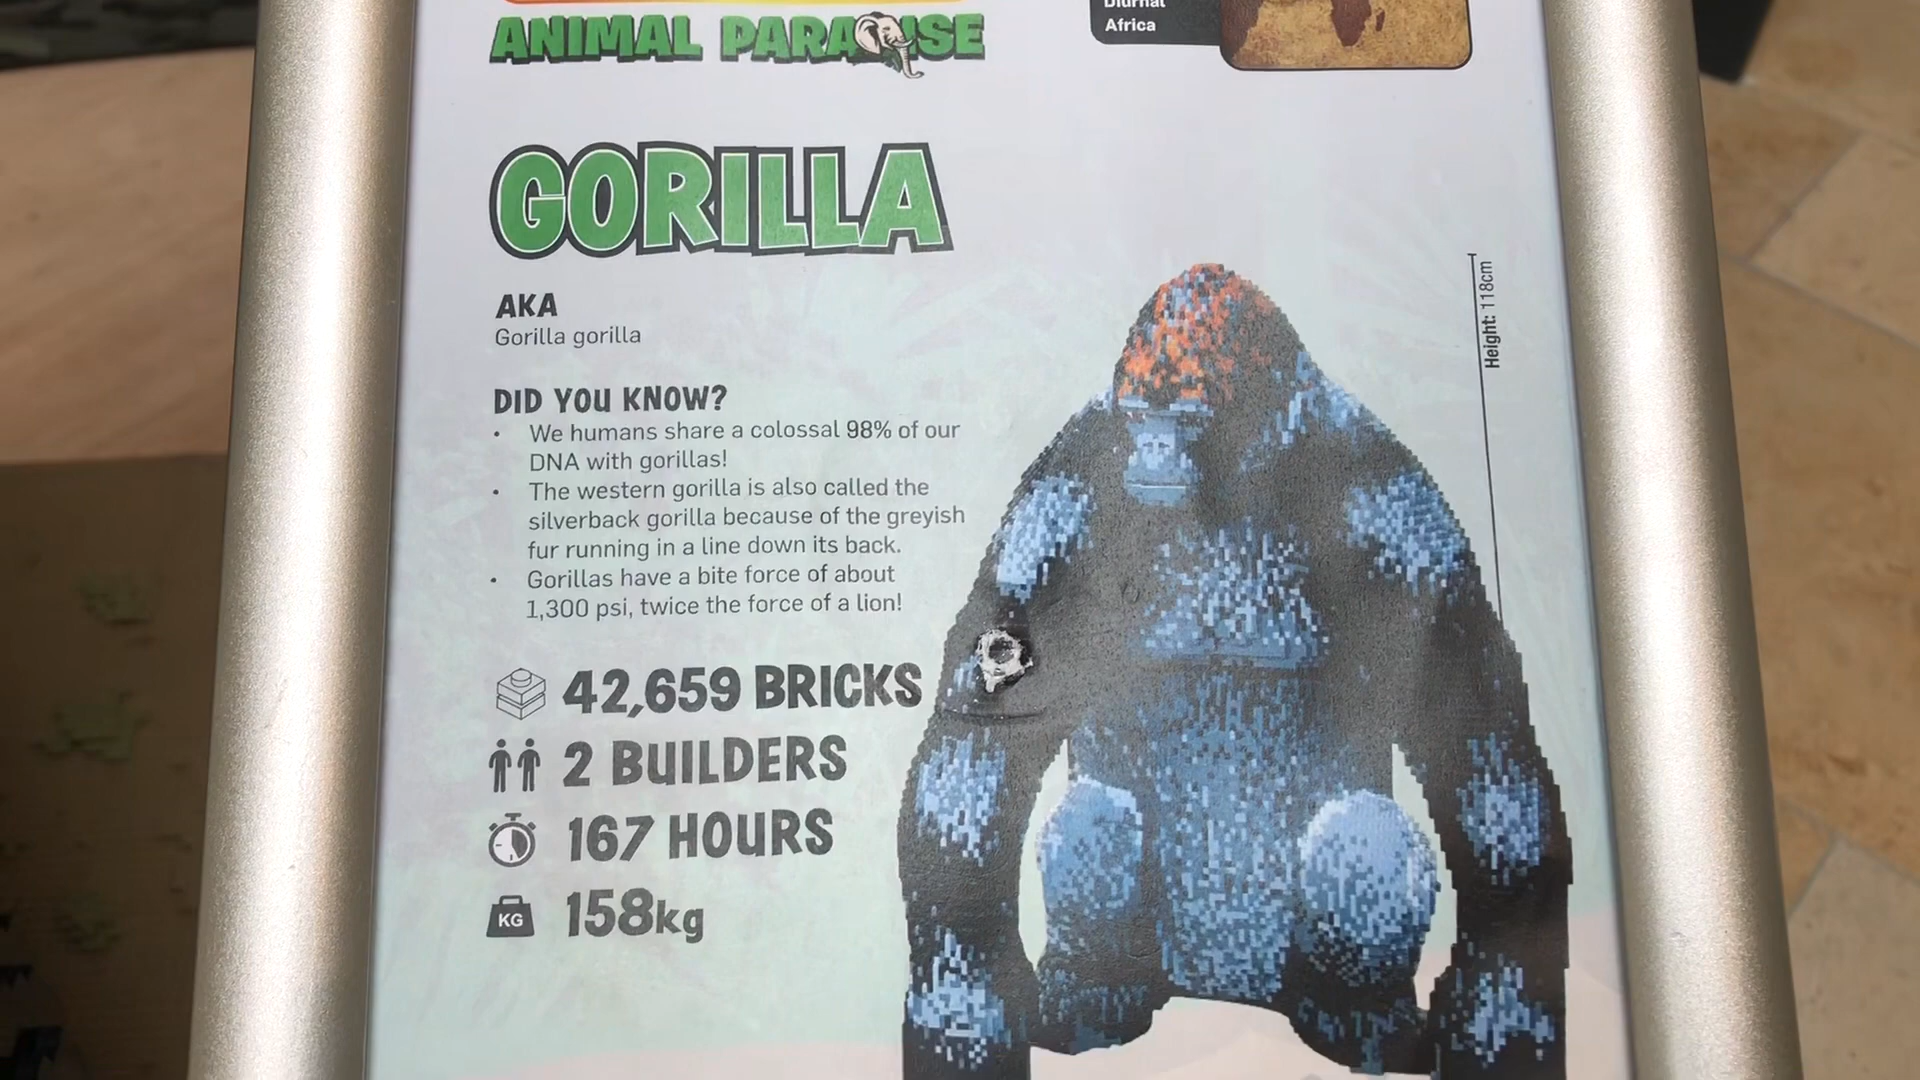 ANIMAL PARADISE
Diurnal
Africa
GORILLA
AKA
Gorilla gorilla
DID YOU KNOW?
• We humans share a colossal 98% of our
DNA with gorillas!
• The western gorilla is also called the
silverback gorilla because of the greyish
fur running in a line down its back.
• Gorillas have a bite force of about
1,300 psi, twice the force of a lion!
42,659 BRICKS
2 BUILDERS
167 HOURS
KG
158kg
Height: 118cm